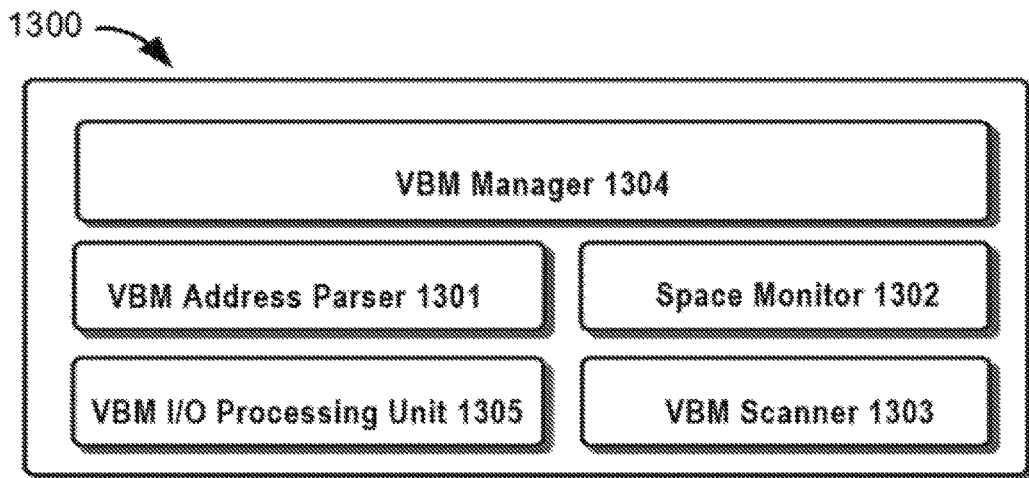 1300
VBM Manager 1304
VBM Address Parser 1301
Space Monitor 1302
VBM I/O Processing Unit 1305
VBM Scanner 1303